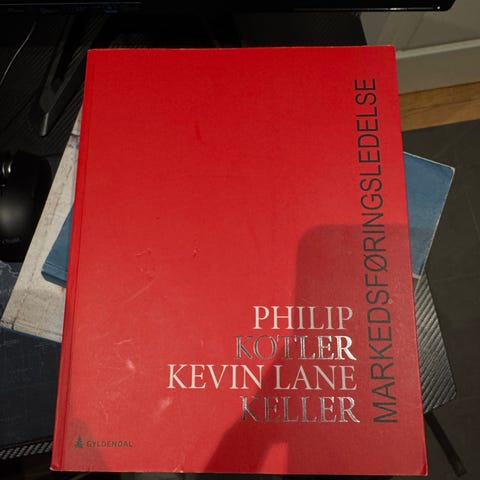 MARKEDSFØRINGSLEDELSE
PHILIP
KOTLER
KEVIN LANE
KELLER
GYLDENDAL